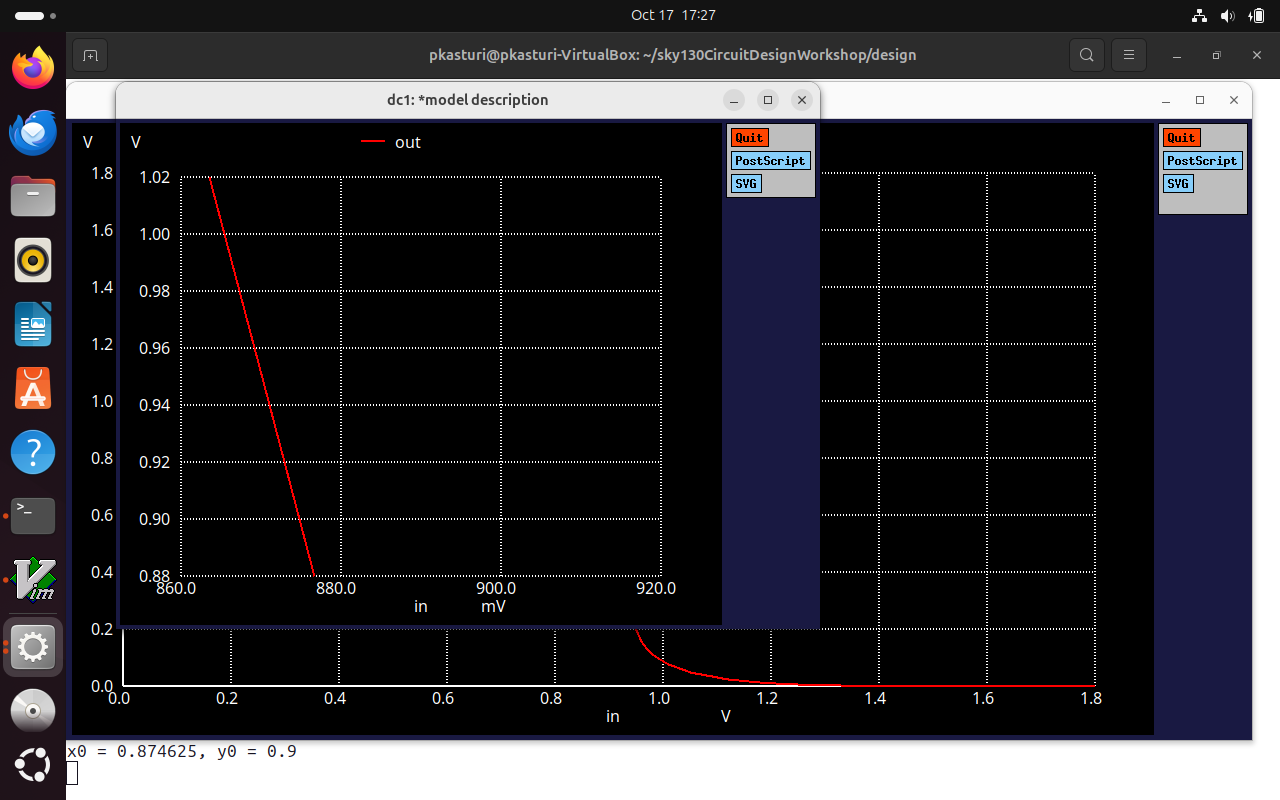 Oct 17 17:27
pkasturi@pkasturi-VirtualBox: ~/sky130CircuitDesignWorkshop/design
dc1: *model description
V
V
out
Quit
PostScript
SVG
Quit
PostScript
SVG
1.8
1.6
1.4
1.2
1.0
0.8
0.6
0.4
0.2
0.0
1.02
1.00
0.98
0.96
0.94
0.92
0.90
0.88
860.0 880.0 900.0 920.0
in mV
0.0 0.2 0.4 0.6 0.8 1.0 1.2 1.4 1.6 1.8
in V
x0 = 0.874625, y0 = 0.9
>_
Vim
A
?